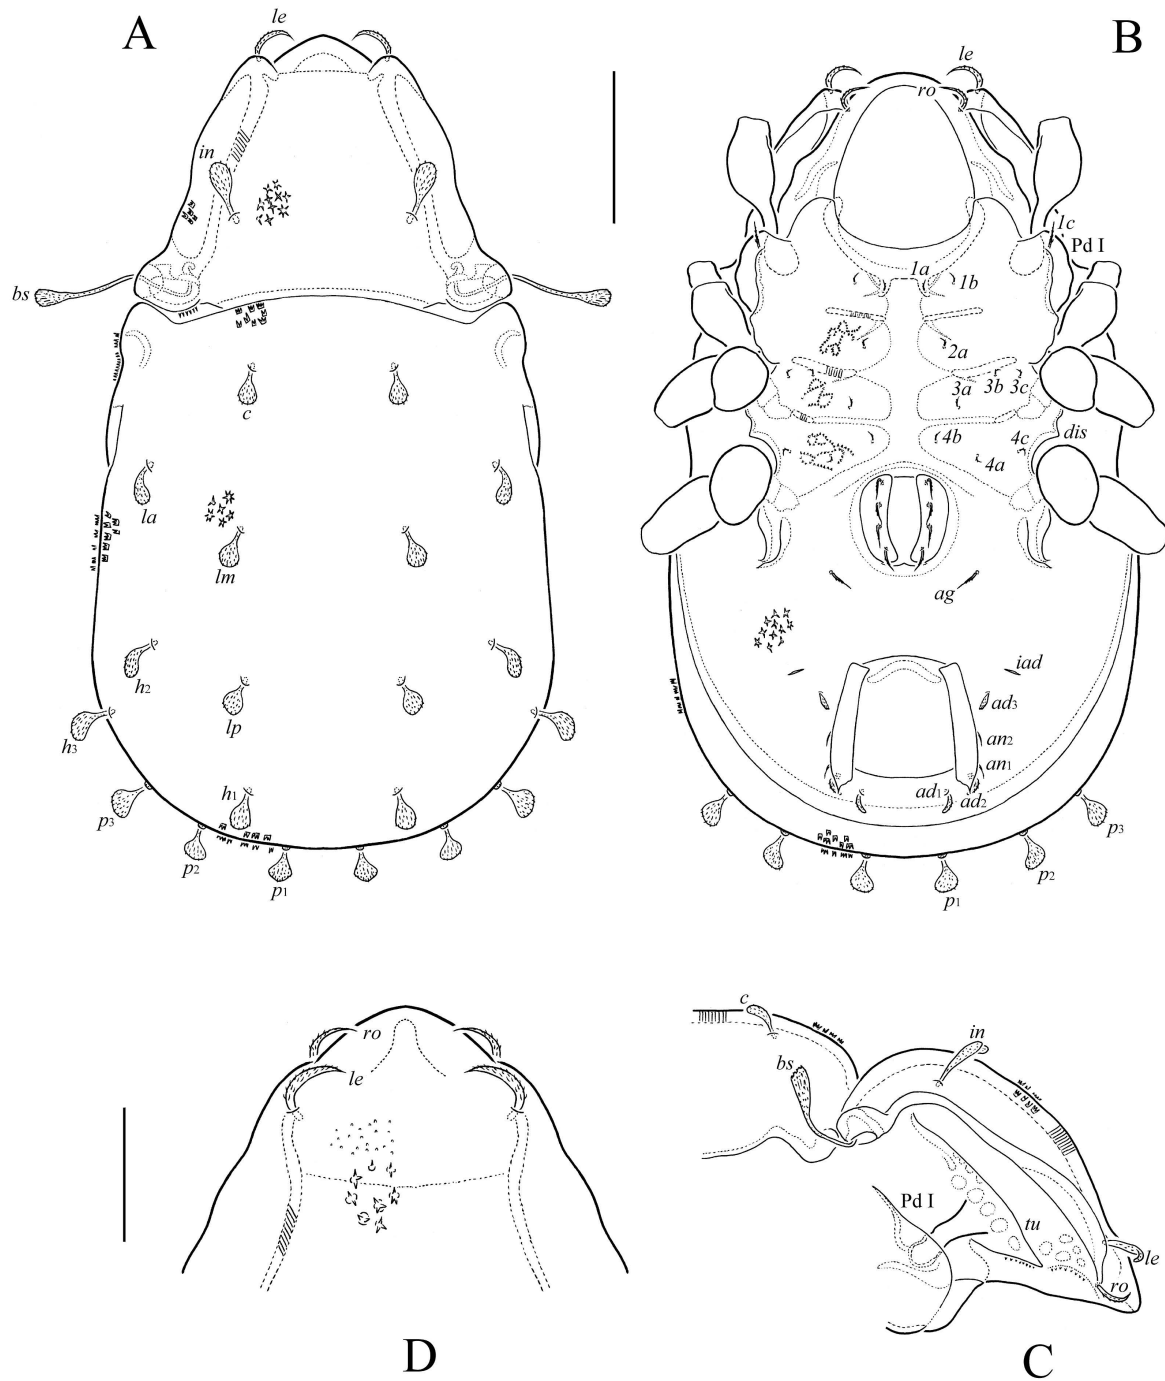 A
le
in
bs
c
la
lm
h2
lp
h3
h1
p3
p2
p1
B
le
ro
1c
Pd I
1a
1b
2a
3a 3b 3c
4b 4c dis
4a
ag
iad
ad3
an2
an1
ad1 ad2
p3
p2
p1
ro
le
D
c
in
bs
Pd I
tu
le
ro
C